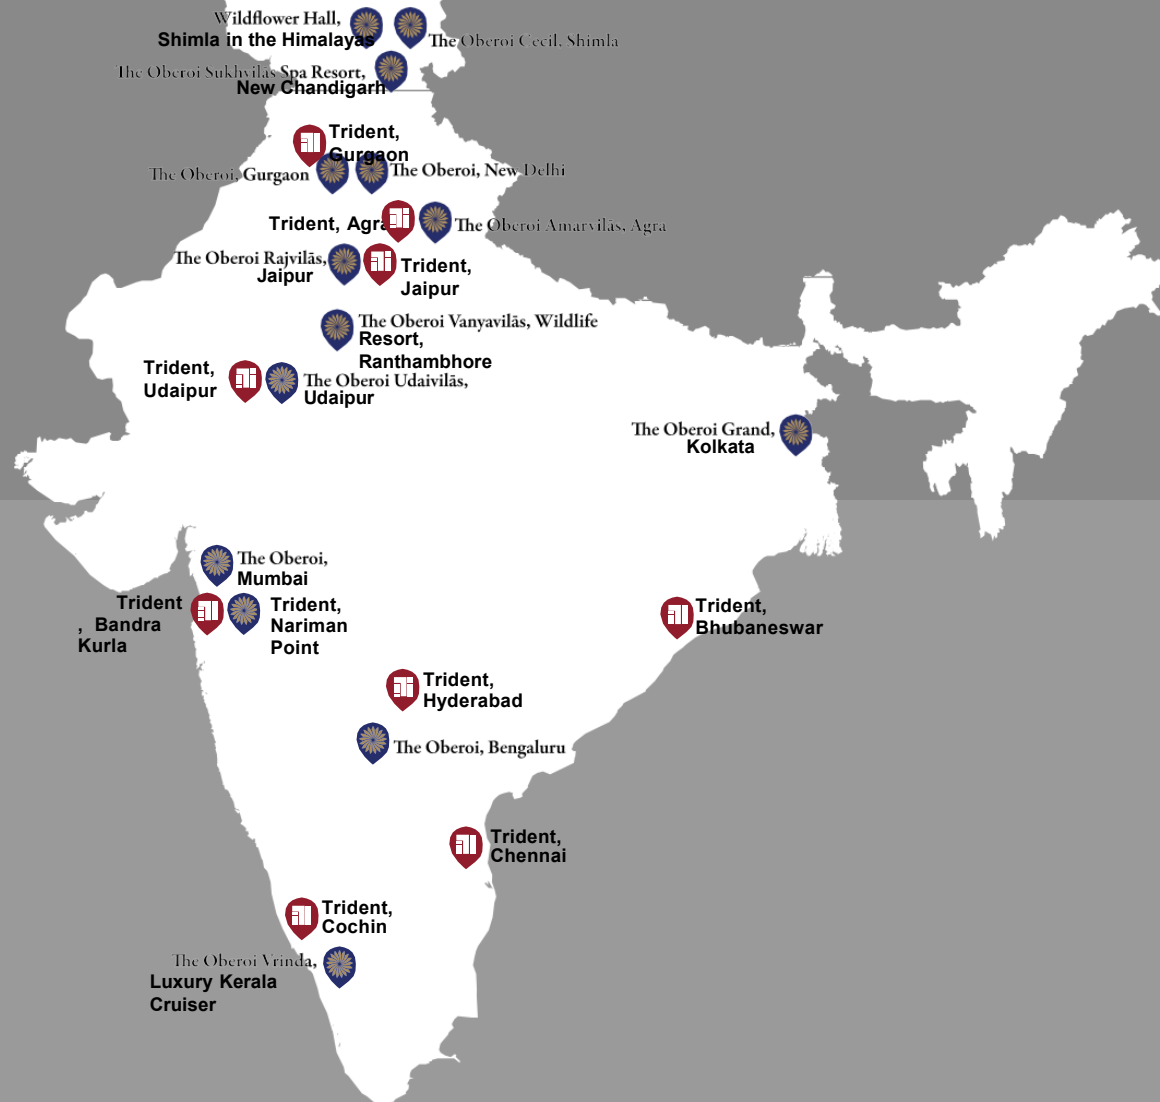 Wildflower Hall,
Shimla in the Himalayas
The Oberoi Cecil, Shimla
The Oberoi Sukhvilās Spa Resort,
New Chandigarh
Trident,
Gurgaon
The Oberoi, Gurgaon
The Oberoi, New Delhi
Trident, Agra
The Oberoi Amarvilās, Agra
The Oberoi Rajvilās,
Jaipur
Trident,
Jaipur
The Oberoi Vanyavilās, Wildlife
Resort,
Ranthambhore
Trident,
Udaipur
The Oberoi Udaivilās,
Udaipur
The Oberoi Grand,
Kolkata
The Oberoi,
Mumbai
Trident
, Bandra
Kurla
Trident,
Nariman
Point
Trident,
Bhubaneswar
Trident,
Hyderabad
The Oberoi, Bengaluru
Trident,
Chennai
Trident,
Cochin
The Oberoi Vrinda,
Luxury Kerala
Cruiser